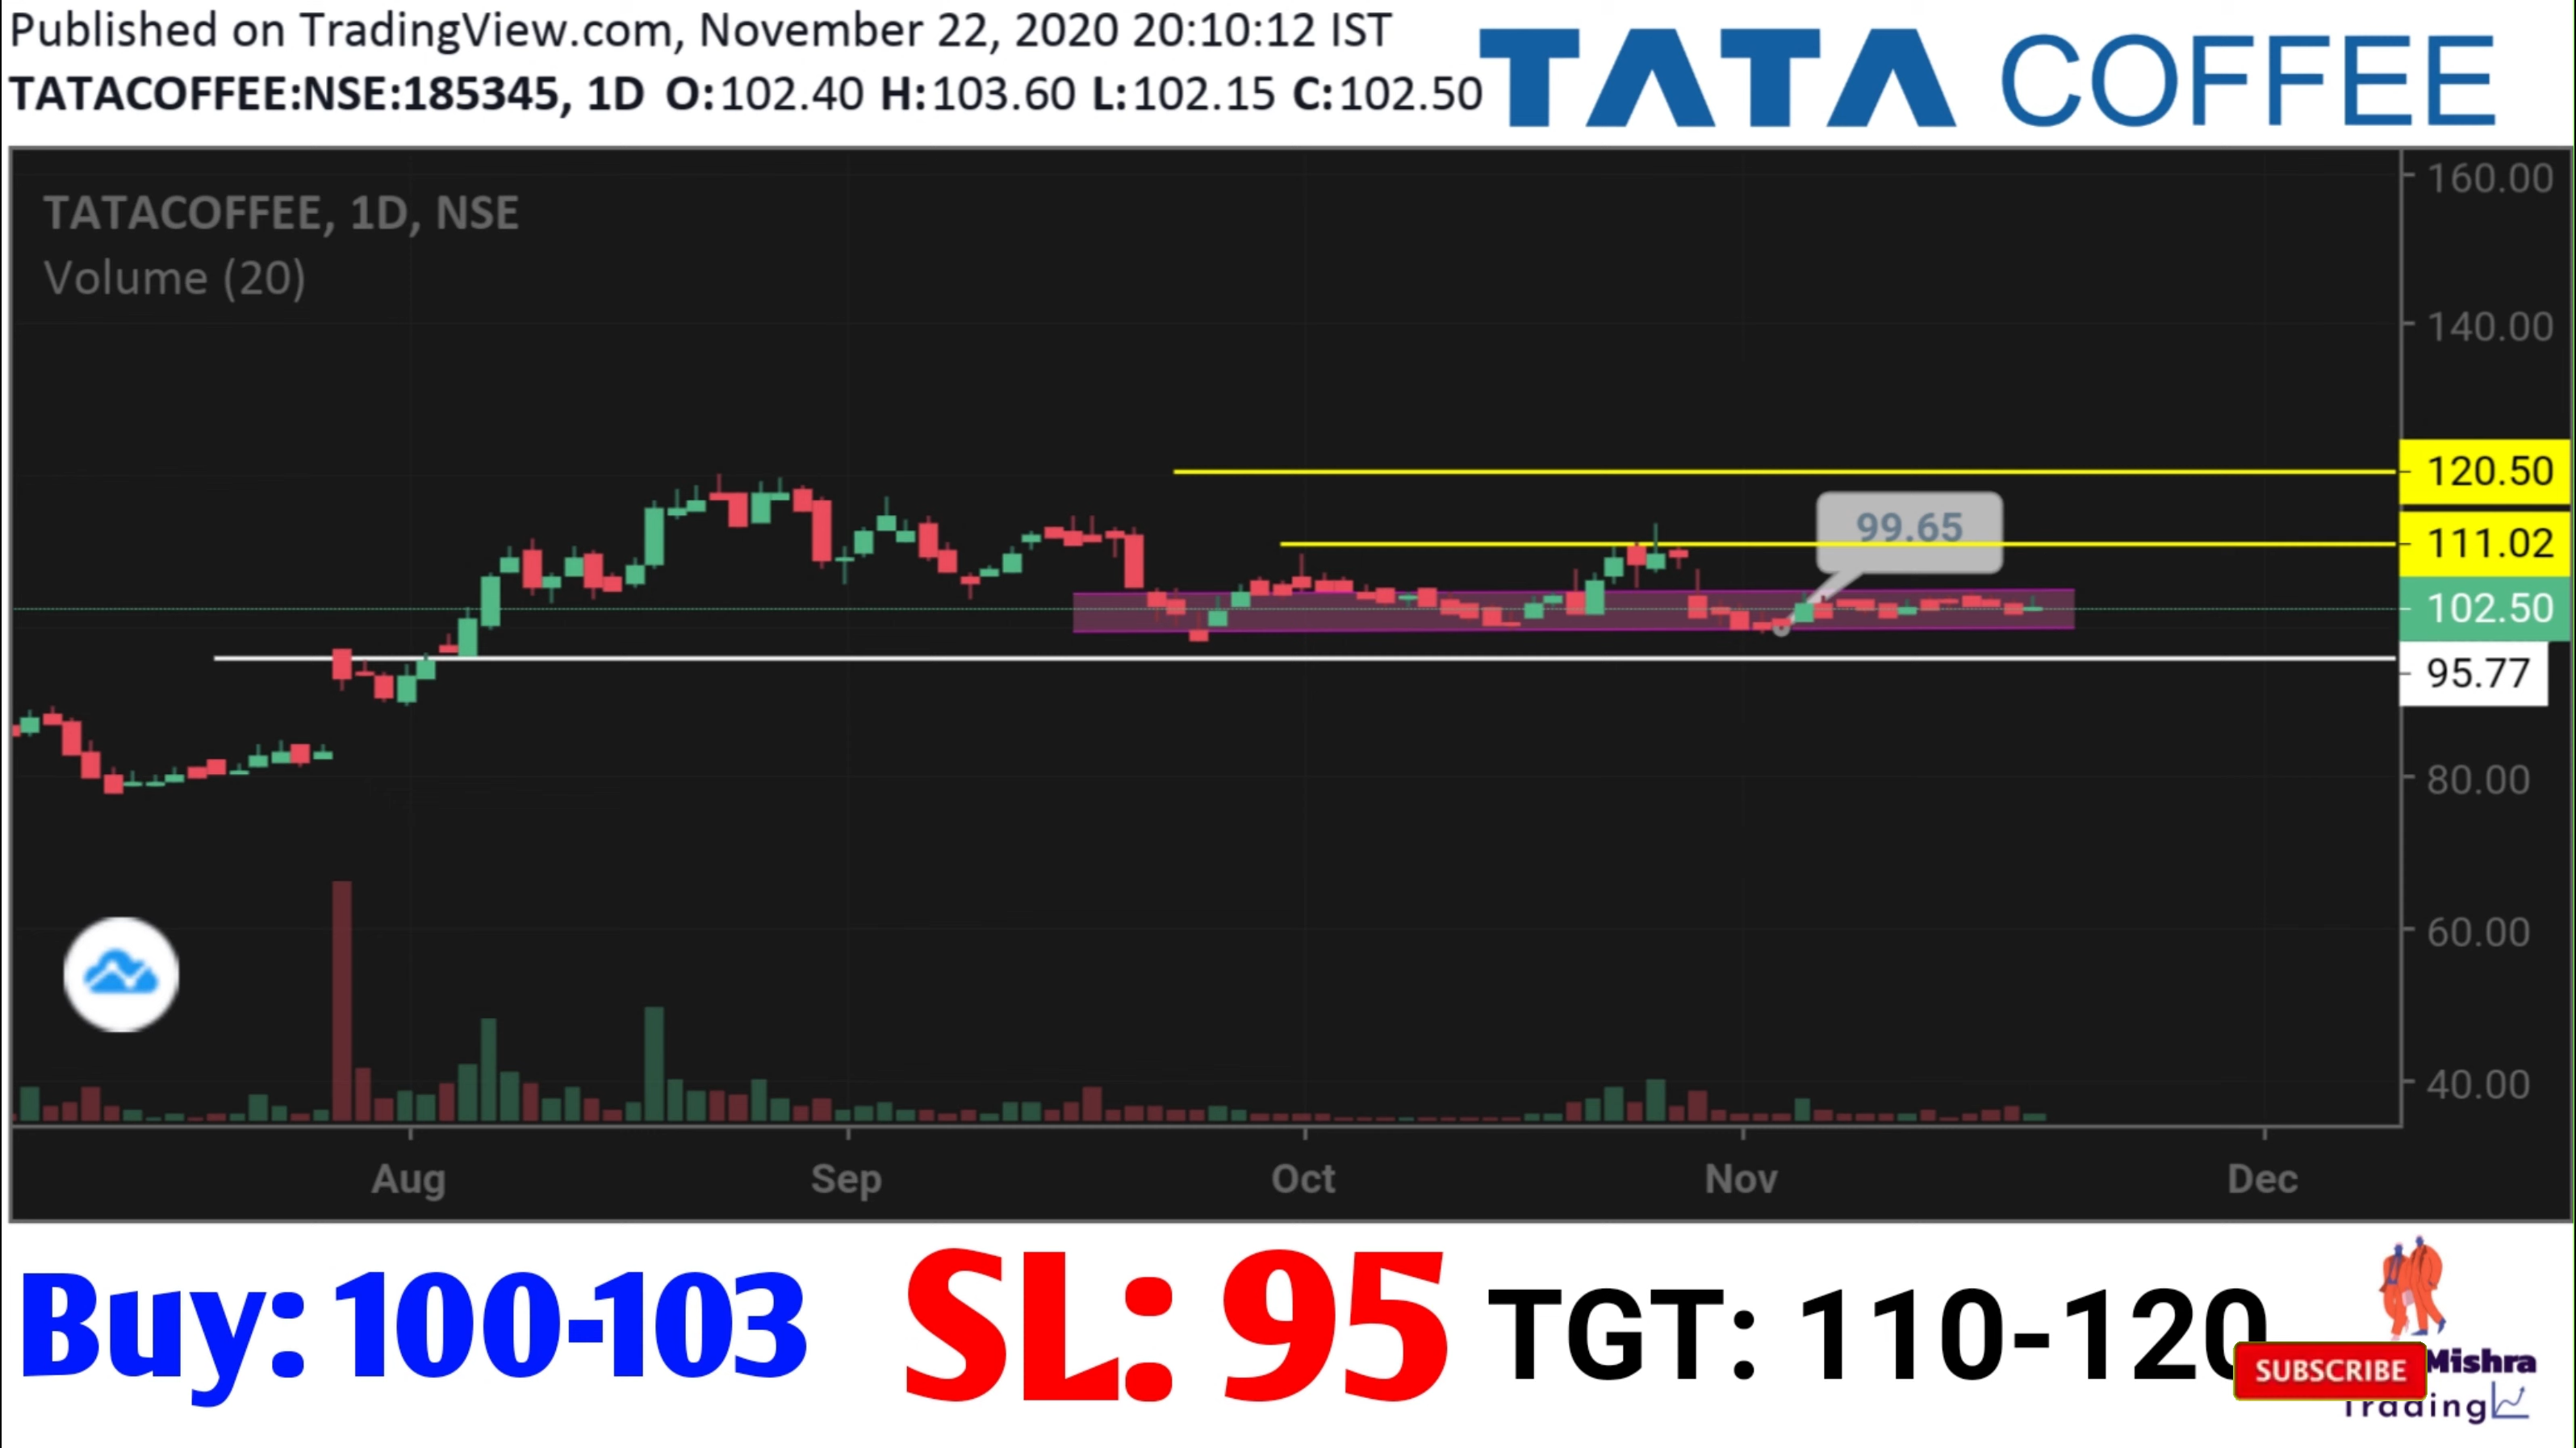 Published on TradingView.com, November 22, 2020 20:10:12 IST
TATACOFFEE:NSE:185345, 1D O:102.40 H:103.60 L:102.15 C:102.50
TATA COFFEE
TATACOFFEE, 1D, NSE
Volume (20)
160.00
140.00
120.50
99.65
111.02
102.50
95.77
80.00
60.00
40.00
Aug Sep Oct Nov Dec
Buy: 100-103 SL: 95 TGT: 110-120
SUBSCRIBE Mishra
Trading